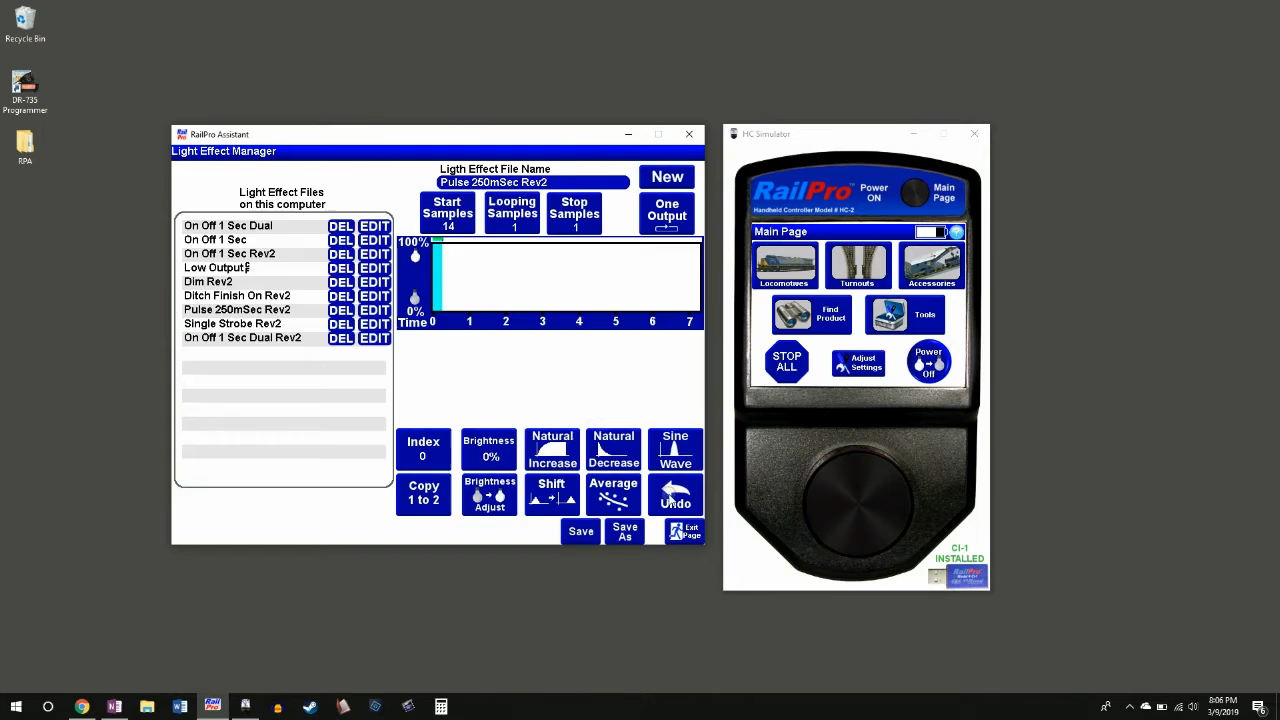 Recycle Bin
DR-735
Programmer
RPA
Rail
Pro
RailPro Assistant
Light Effect Manager
Light Effect Files
on this computer
On Off 1 Sec Dual DEL EDIT
On Off 1 Sec DEL EDIT
On Off 1 Sec Rev2 DEL EDIT
Low Output DEL EDIT
Dim Rev2 DEL EDIT
Ditch Finish On Rev2 DEL EDIT
Pulse 250mSec Rev2 DEL EDIT
Single Strobe Rev2 DEL EDIT
On Off 1 Sec Dual Rev2 DEL EDIT
Ligth Effect File Name
Pulse 250mSec Rev2
New
Start
Samples
14
Looping
Samples
1
Stop
Samples
1
One
Output
100%
0%
Time 0 1 2 3 4 5 6 7
Index
0
Brightness
0%
Natural
Increase
Natural
Decrease
Sine
Wave
Copy
1 to 2
Brightness
Adjust
Shift
Average
Undo
Save
Save
As
Exit
Page
HC Simulator
RailPro™
Handheld Controller Model # HC-2
Power
ON
Main
Page
Main Page
?
Locomotives
Turnouts
Accessories
Find
Product
Tools
STOP
ALL
Adjust
Settings
Power
Off
CI-1
INSTALLED
RailPro
Rail
Pro
8:06 PM
3/9/2019
6